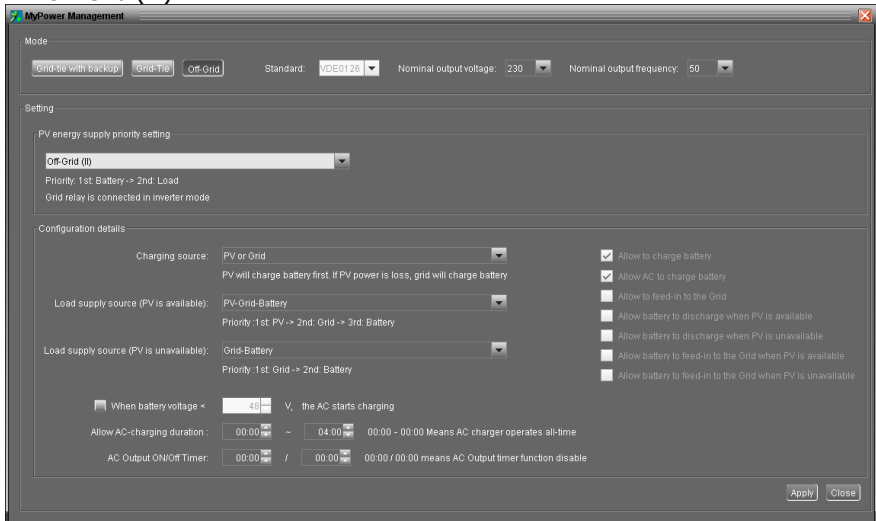 MyPower Management
Mode
Grid-tie with backup Grid-Tie Off-Grid Standard: VDE0126 Nominal output voltage: 230 Nominal output frequency: 50
Setting
PV energy supply priority setting
Off-Grid (II)
Priority: 1st: Battery -> 2nd: Load
Grid relay is connected in inverter mode
Configuration details
Charging source: PV or Grid
PV will charge battery first. If PV power is loss, grid will charge battery
Load supply source (PV is available): PV-Grid-Battery
Priority :1st: PV -> 2nd: Grid -> 3rd: Battery
Load supply source (PV is unavailable): Grid-Battery
Priority :1st: Grid -> 2nd: Battery
Allow to charge battery
Allow AC to charge battery
Allow to feed-in to the Grid
Allow battery to discharge when PV is available
Allow battery to discharge when PV is unavailable
Allow battery to feed-in to the Grid when PV is available
Allow battery to feed-in to the Grid when PV is unavailable
When battery voltage < 48 V, the AC starts charging
Allow AC-charging duration : 00:00 ~ 04:00 00:00 - 00:00 Means AC charger operates all-time
AC Output ON/Off Timer: 00:00 / 00:00 00:00 / 00:00 means AC Output timer function disable
Apply Close